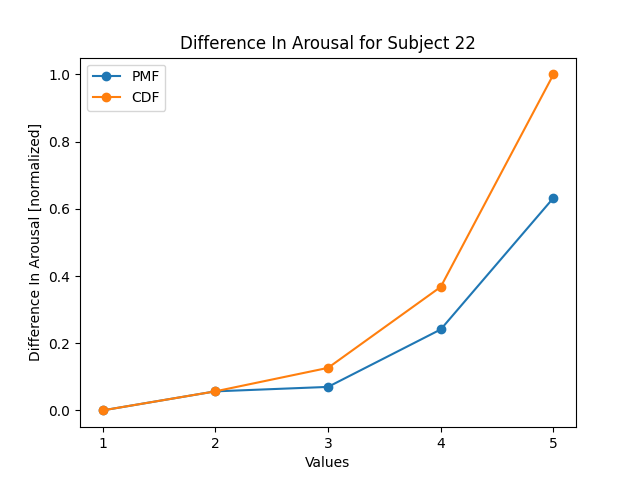 Difference In Arousal for Subject 22
PMF
CDF
Difference In Arousal [normalized]
1.0
0.8
0.6
0.4
0.2
0.0
1 2 3 4 5
Values